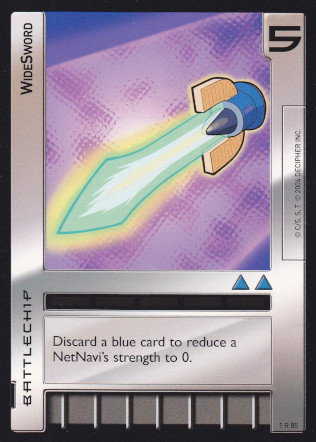 WIDESWORD
5
© C/S, S, T © 2004 DECIPHER INC.
Discard a blue card to reduce a
NetNavi's strength to 0.
BATTLECHIP
1 R 85